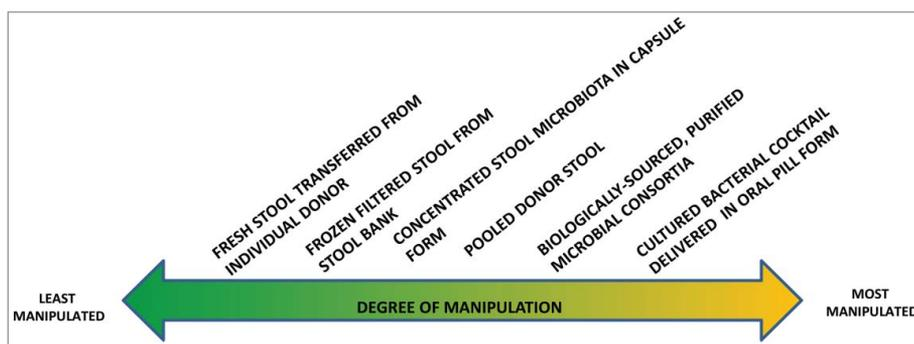 FRESH STOOL TRANSFERRED FROM
INDIVIDUAL DONOR
FROZEN FILTERED STOOL FROM
STOOL BANK
CONCENTRATED STOOL MICROBIOTA IN CAPSULE
FORM
POOLED DONOR STOOL
BIOLOGICALLY-SOURCED, PURIFIED
MICROBIAL CONSORTIA
CULTURED BACTERIAL COCKTAIL
DELIVERED IN ORAL PILL FORM
LEAST
MANIPULATED
DEGREE OF MANIPULATION
MOST
MANIPULATED